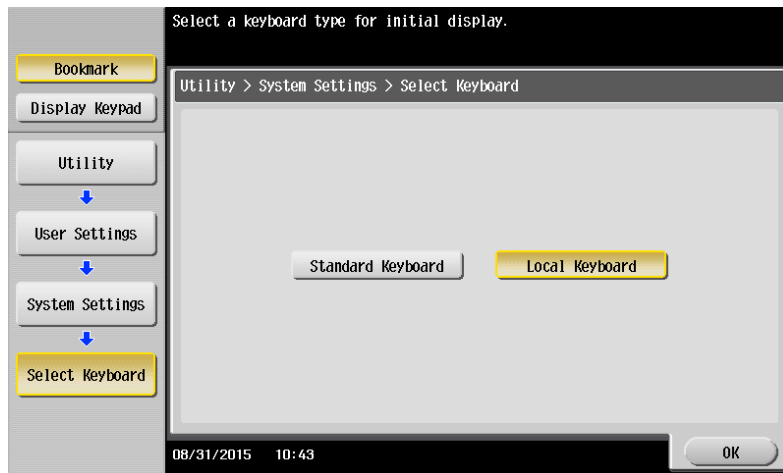 Select a keyboard type for initial display.
Bookmark
Display Keypad
Utility
User Settings
System Settings
Select Keyboard
Utility > System Settings > Select Keyboard
Standard Keyboard
Local Keyboard
08/31/2015 10:43
OK